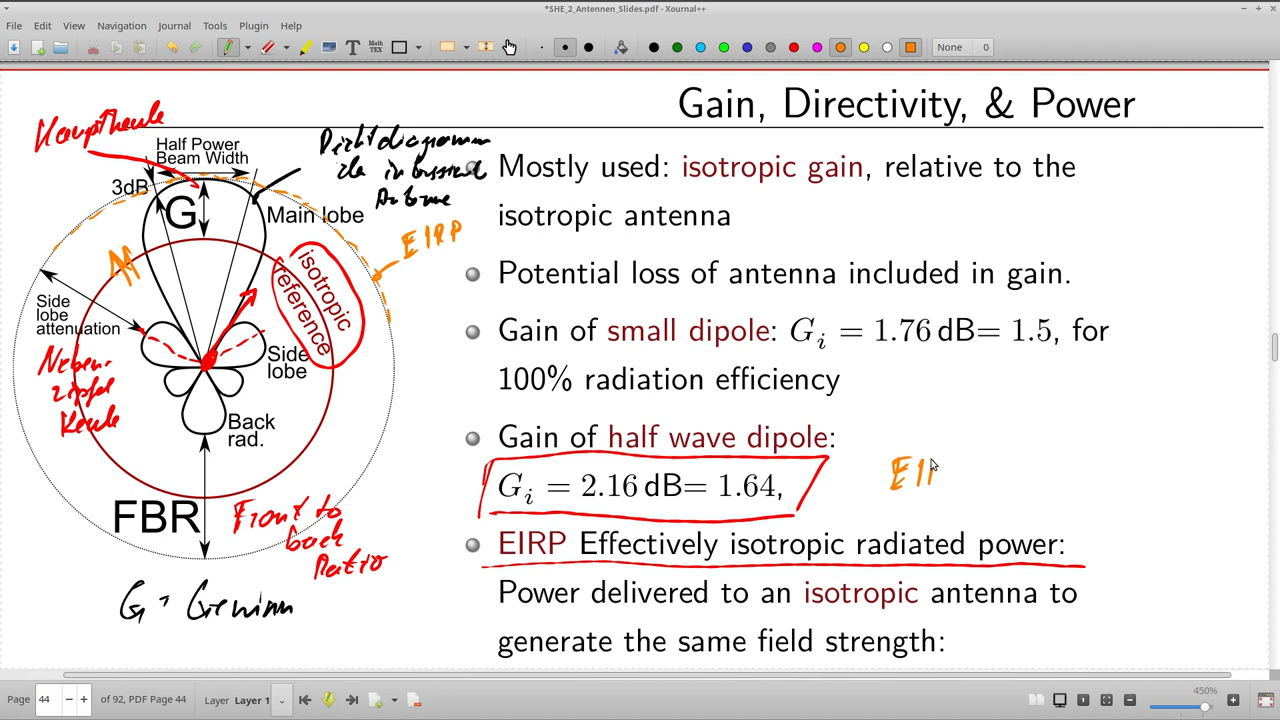 *SHE_2_Antennen_Slides.pdf - Xournal++
File Edit View Navigation Journal Tools Plugin Help
None 0
Gain, Directivity, & Power
Hauptkeule
Half Power
Beam Width
3dB
G
Main lobe
M
EIRP
isotropic
reference
Side
lobe
attenuation
Neben-
zipfel
Keule
Side
lobe
Back
rad.
FBR
Front to
back
Ratio
G = Gewinn
Mostly used: isotropic gain, relative to the
isotropic antenna
Potential loss of antenna included in gain.
Gain of small dipole: Gi = 1.76 dB= 1.5, for
100% radiation efficiency
Gain of half wave dipole:
Gi = 2.16 dB= 1.64,
EI
EIRP Effectively isotropic radiated power:
Power delivered to an isotropic antenna to
generate the same field strength:
Page 44 of 92, PDF Page 44 Layer Layer 1
450%